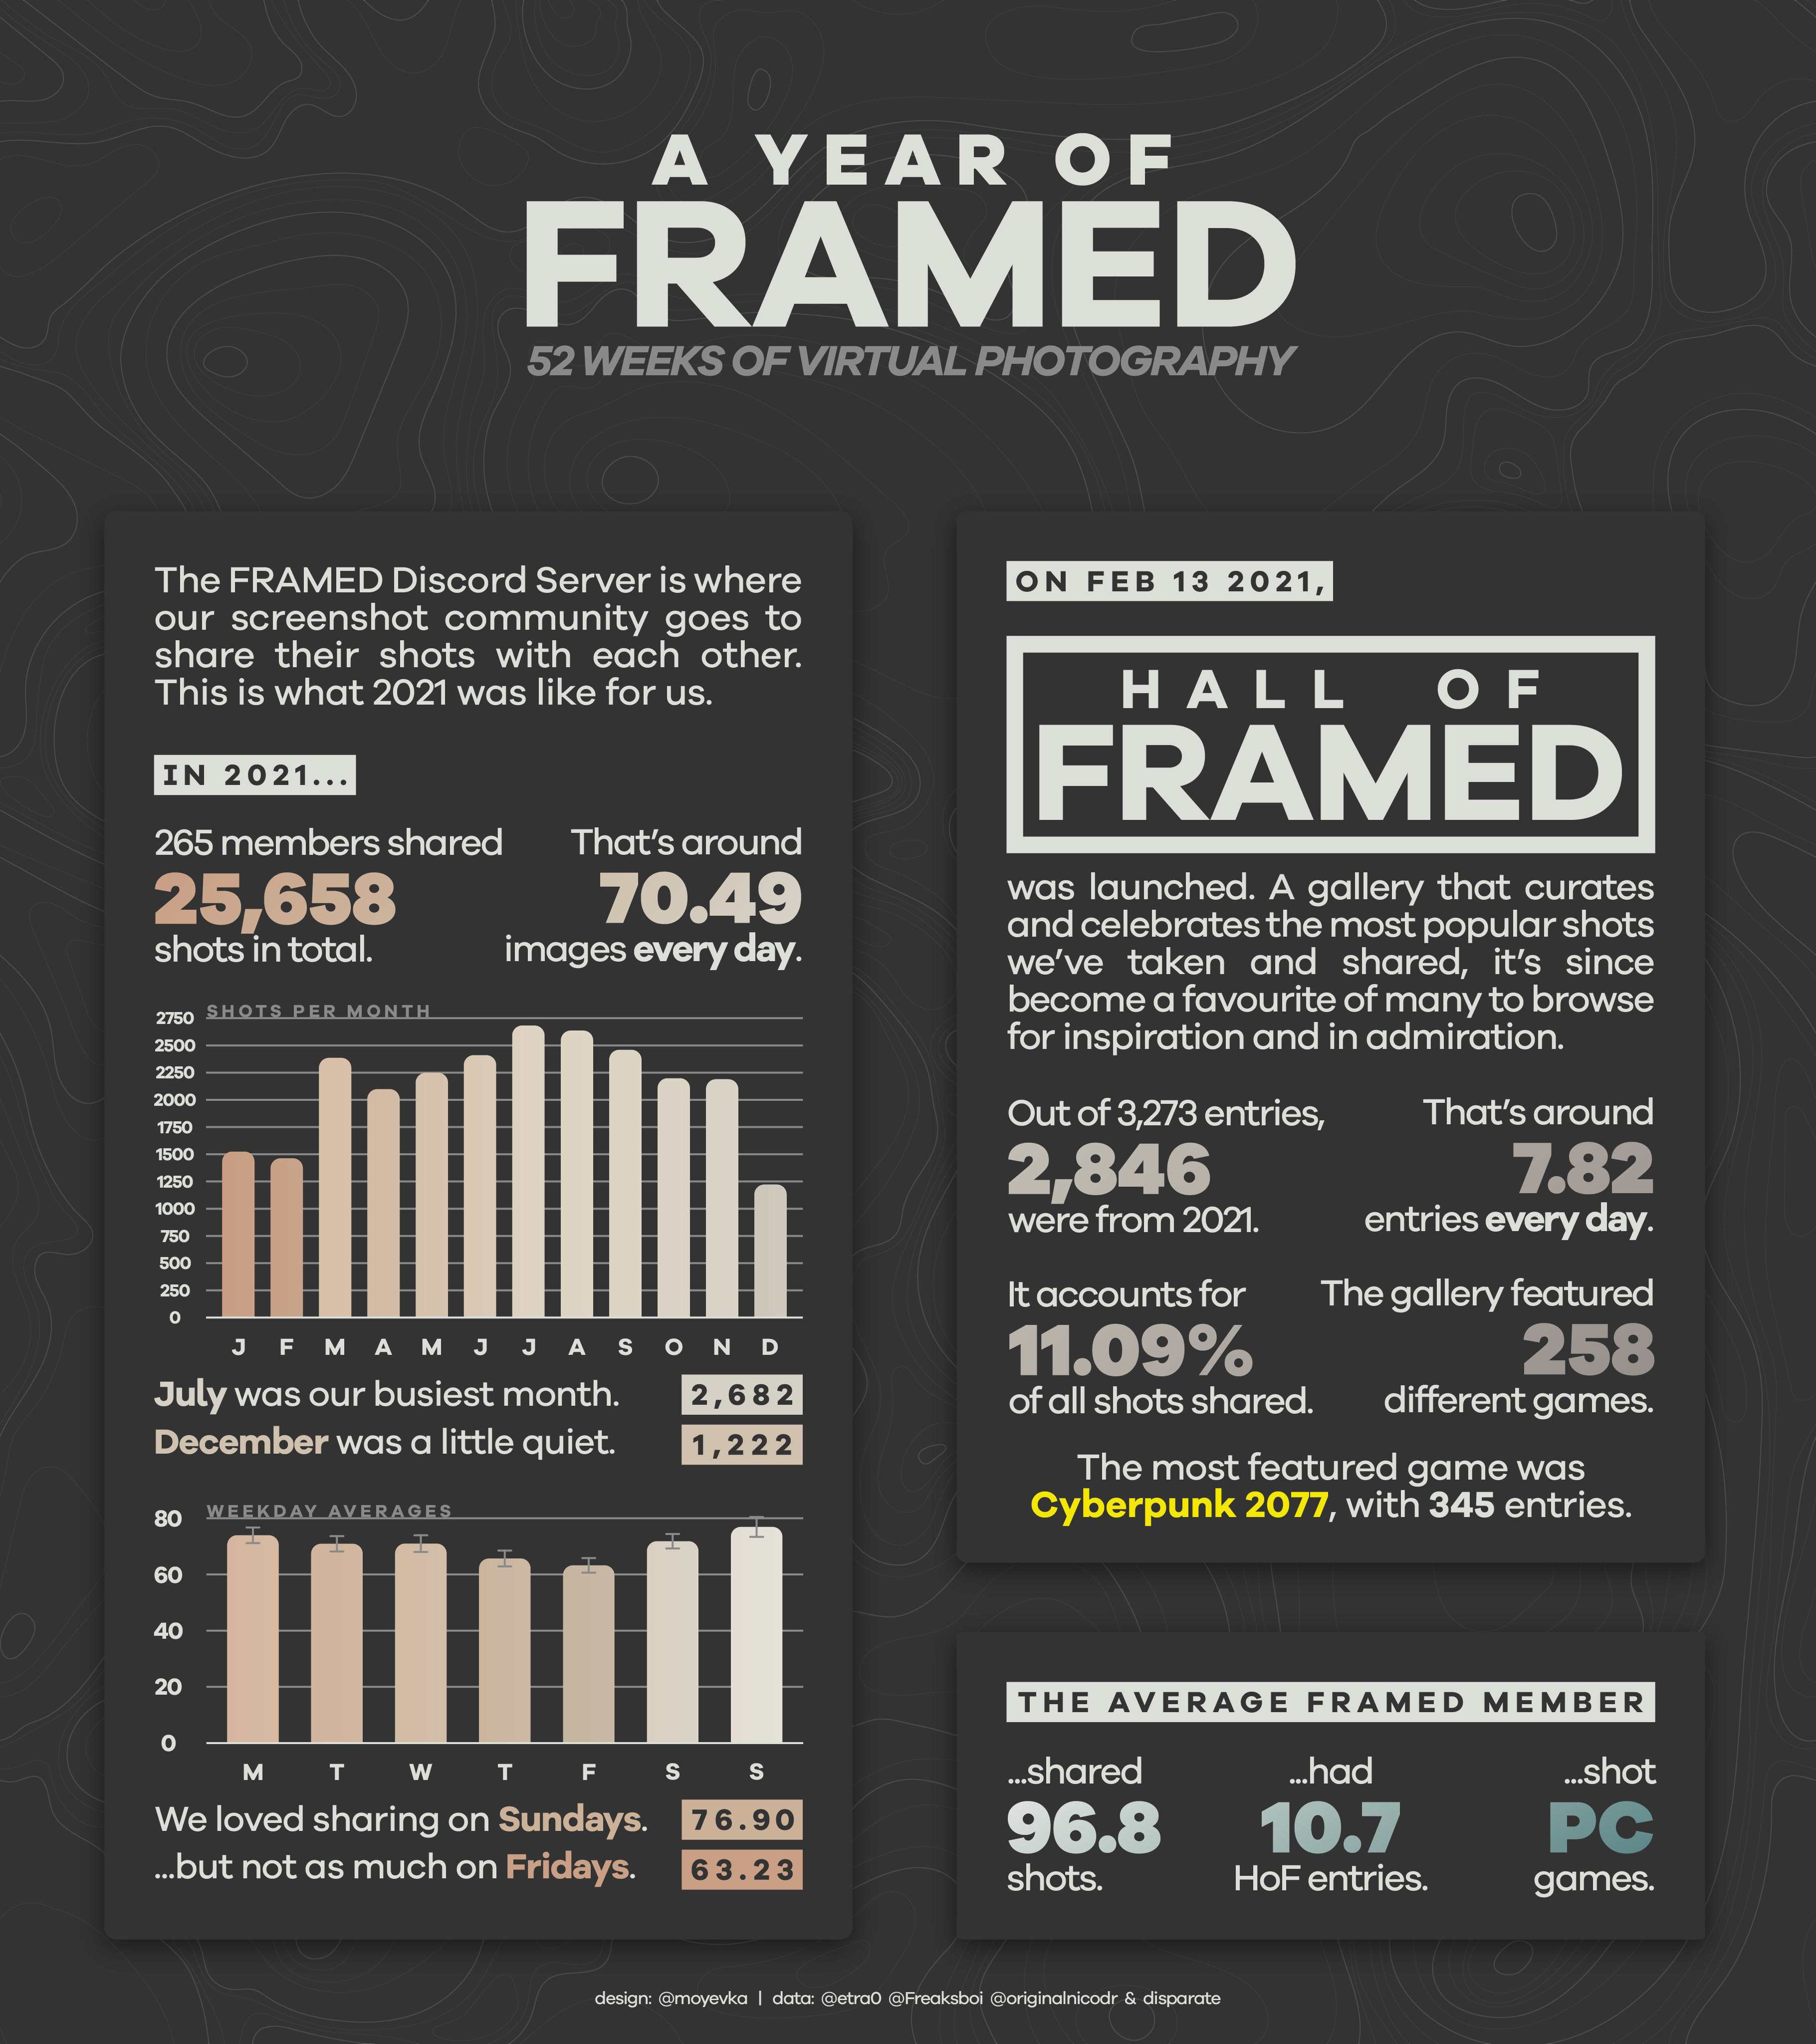 A YEAR OF
FRAMED
52 WEEKS OF VIRTUAL PHOTOGRAPHY
The FRAMED Discord Server is where
our screenshot community goes to
share their shots with each other.
This is what 2021 was like for us.
IN 2021...
265 members shared
25,658
shots in total.
That's around
70.49
images every day.
SHOTS PER MONTH
2750
2500
2250
2000
1750
1500
1250
1000
750
500
250
0
J F M A M J J A S O N D
July was our busiest month. 2,682
December was a little quiet. 1,222
WEEKDAY AVERAGES
80
60
40
20
0
M T W T F S S
We loved sharing on Sundays. 76.90
...but not as much on Fridays. 63.23
ON FEB 13 2021,
HALL OF
FRAMED
was launched. A gallery that curates
and celebrates the most popular shots
we've taken and shared, it's since
become a favourite of many to browse
for inspiration and in admiration.
Out of 3,273 entries,
2,846
were from 2021.
That's around
7.82
entries every day.
It accounts for
11.09%
of all shots shared.
The gallery featured
258
different games.
The most featured game was
Cyberpunk 2077, with 345 entries.
THE AVERAGE FRAMED MEMBER
...shared
96.8
shots.
...had
10.7
HoF entries.
...shot
PC
games.
design: @moyevka | data: @etra0 @Freaksboi @originalnicodr & disparate